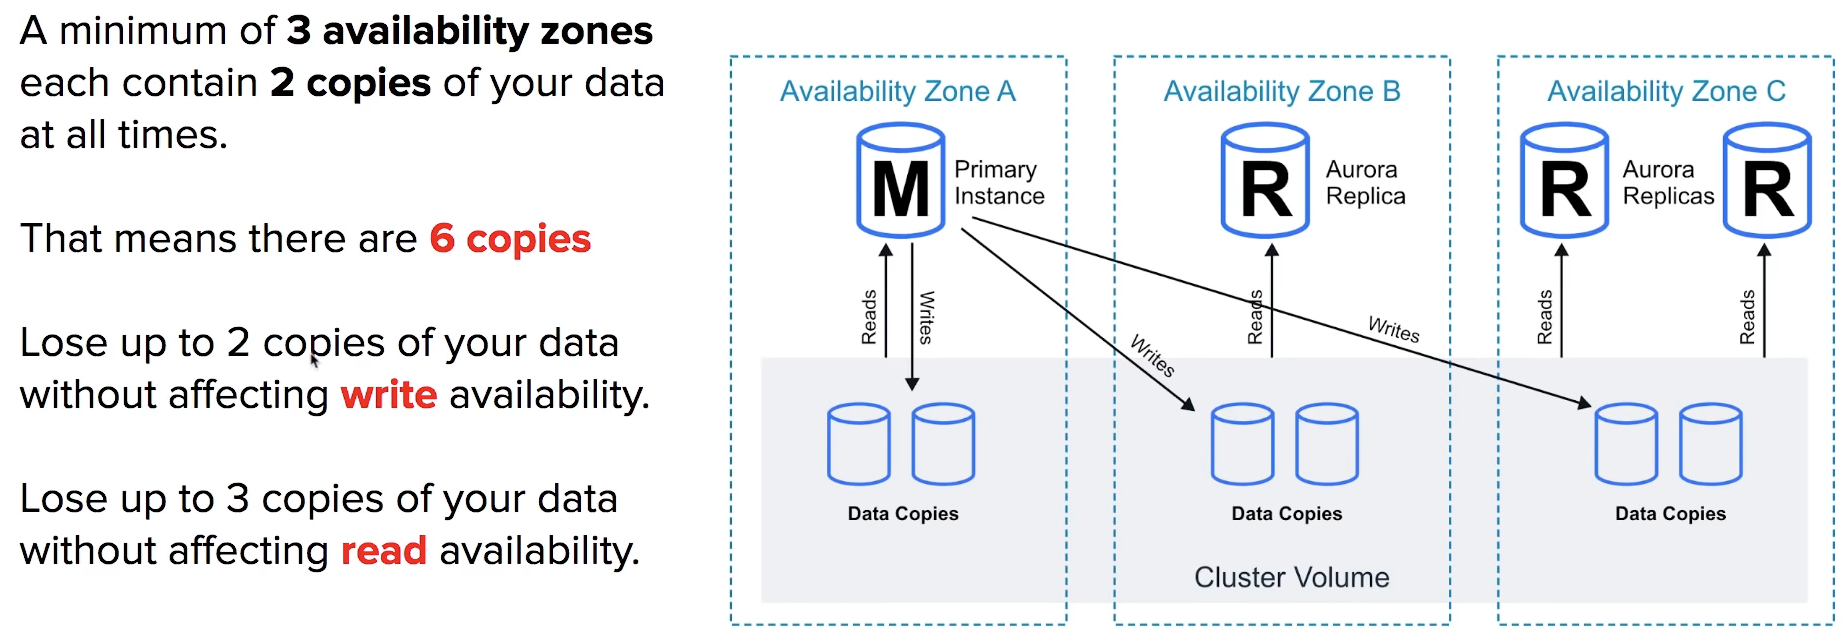 A minimum of 3 availability zones
each contain 2 copies of your data
at all times.
That means there are 6 copies
Lose up to 2 copies of your data
without affecting write availability.
Lose up to 3 copies of your data
without affecting read availability.
Availability Zone A
Availability Zone B
Availability Zone C
M
Primary
Instance
R
Aurora
Replica
R
Aurora
Replicas
R
Reads
Writes
Writes
Reads
Writes
Reads
Reads
Data Copies
Data Copies
Data Copies
Cluster Volume